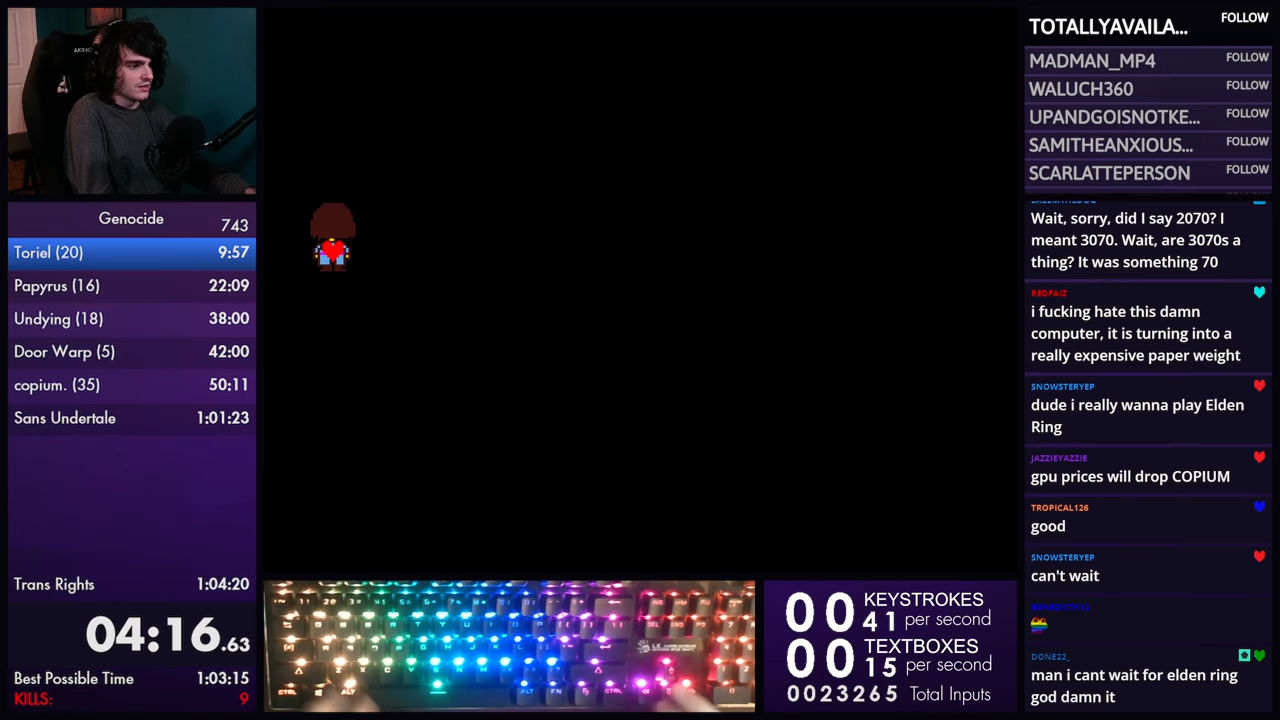 Genocide
743
Toriel (20) 9:57
Papyrus (16) 22:09
Undying (18) 38:00
Door Warp (5) 42:00
copium. (35) 50:11
Sans Undertale 1:01:23
Trans Rights 1:04:20
04:16.63
Best Possible Time 1:03:15
KILLS: 9
00 41 KEYSTROKES per second
00 15 TEXTBOXES per second
0023265 Total Inputs
TOTALLYAVAILA... FOLLOW
MADMAN_MP4 FOLLOW
WALUCH360 FOLLOW
UPANDGOISNOTKE... FOLLOW
SAMITHEANXIOUS... FOLLOW
SCARLATTEPERSON FOLLOW
Wait, sorry, did I say 2070? I
meant 3070. Wait, are 3070s a
thing? It was something 70
REDPAIZ
i fucking hate this damn
computer, it is turning into a
really expensive paper weight
SNOWSTERYEP
dude i really wanna play Elden
Ring
JAZZIEYAZZIE
gpu prices will drop COPIUM
TROPICAL126
good
SNOWSTERYEP
can't wait
DONE22_
man i cant wait for elden ring
god damn it